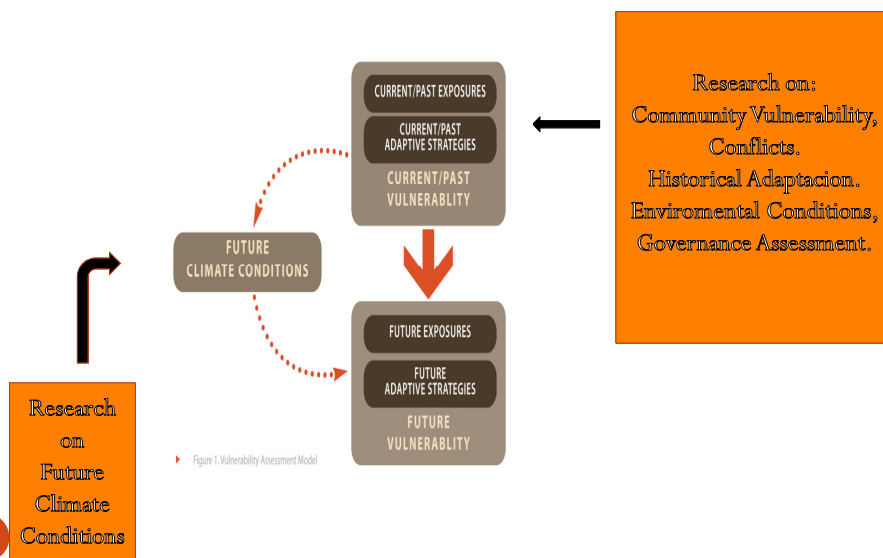 CURRENT/PAST EXPOSURES
CURRENT/PAST
ADAPTIVE STRATEGIES
CURRENT/PAST
VULNERABLITY
Research on:
Community Vulnerability,
Conflicts.
Historical Adaptacion.
Enviromental Conditions,
Governance Assessment.
FUTURE
CLIMATE CONDITIONS
FUTURE EXPOSURES
FUTURE
ADAPTIVE STRATEGIES
FUTURE
VULNERABLITY
Figure 1. Vulnerability Assessment Model
Research
on
Future
Climate
Conditions